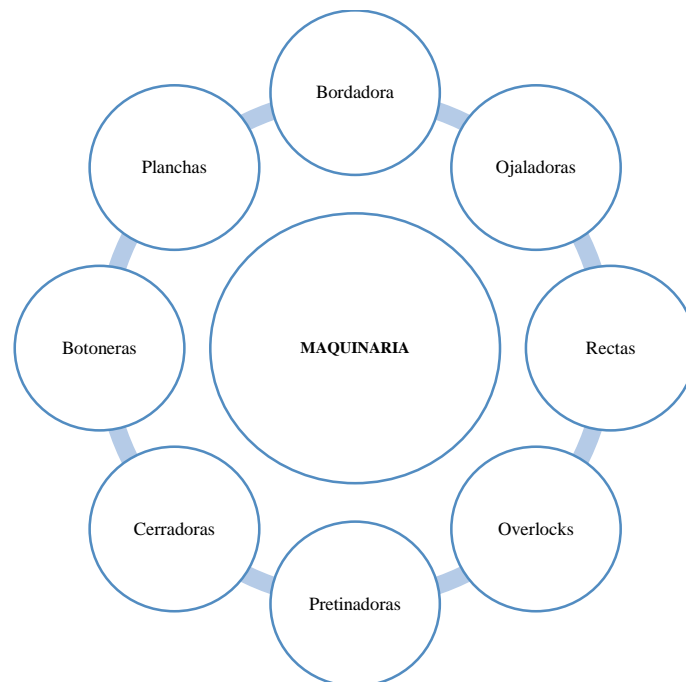 Bordadora
Planchas
Ojaladoras
Botoneras
MAQUINARIA
Rectas
Cerradoras
Overlocks
Pretinadoras